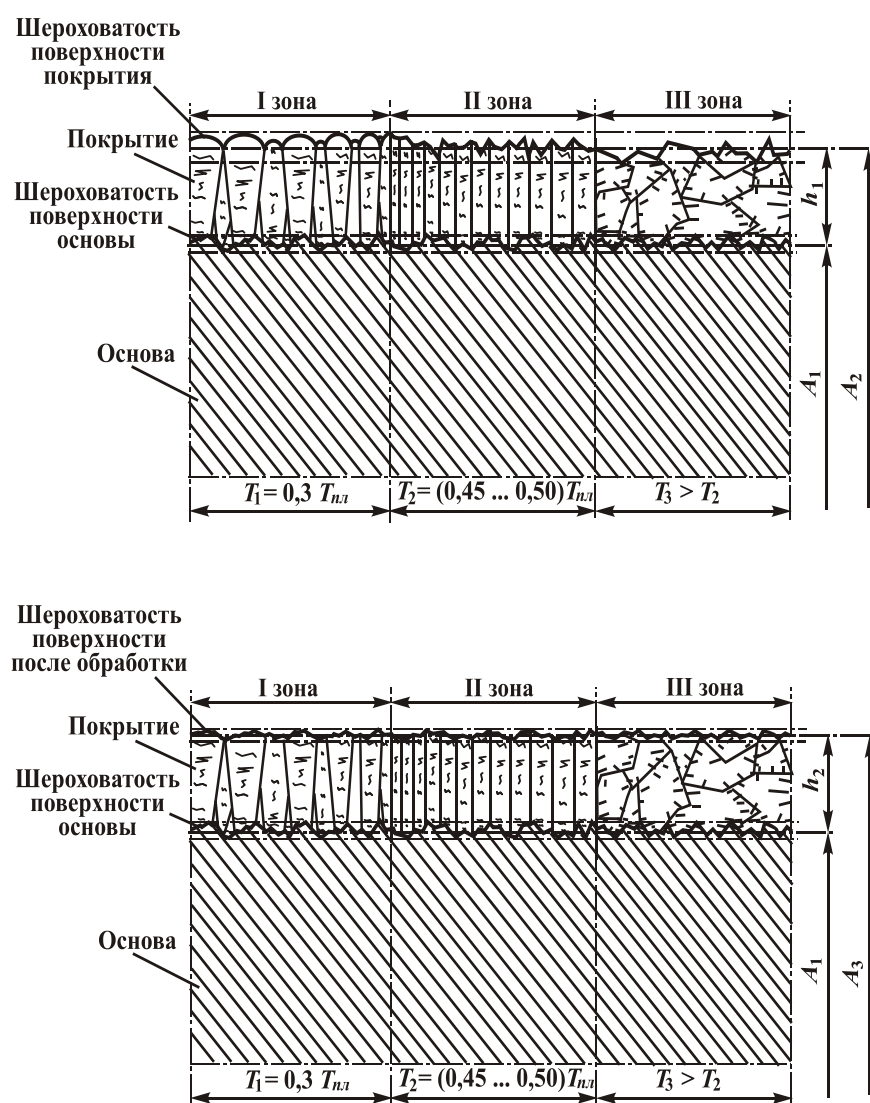 Шероховатость
поверхности
покрытия
I зона
II зона
III зона
Покрытие
Шероховатость
поверхности
основы
h₁
Основа
A₁
A₂
T₁ = 0,3 Tпл
T₂ = (0,45 ... 0,50)Tпл
T₃ > T₂
Шероховатость
поверхности
после обработки
I зона
II зона
III зона
Покрытие
Шероховатость
поверхности
основы
h₂
Основа
A₁
A₃
T₁ = 0,3 Tпл
T₂ = (0,45 ... 0,50)Tпл
T₃ > T₂